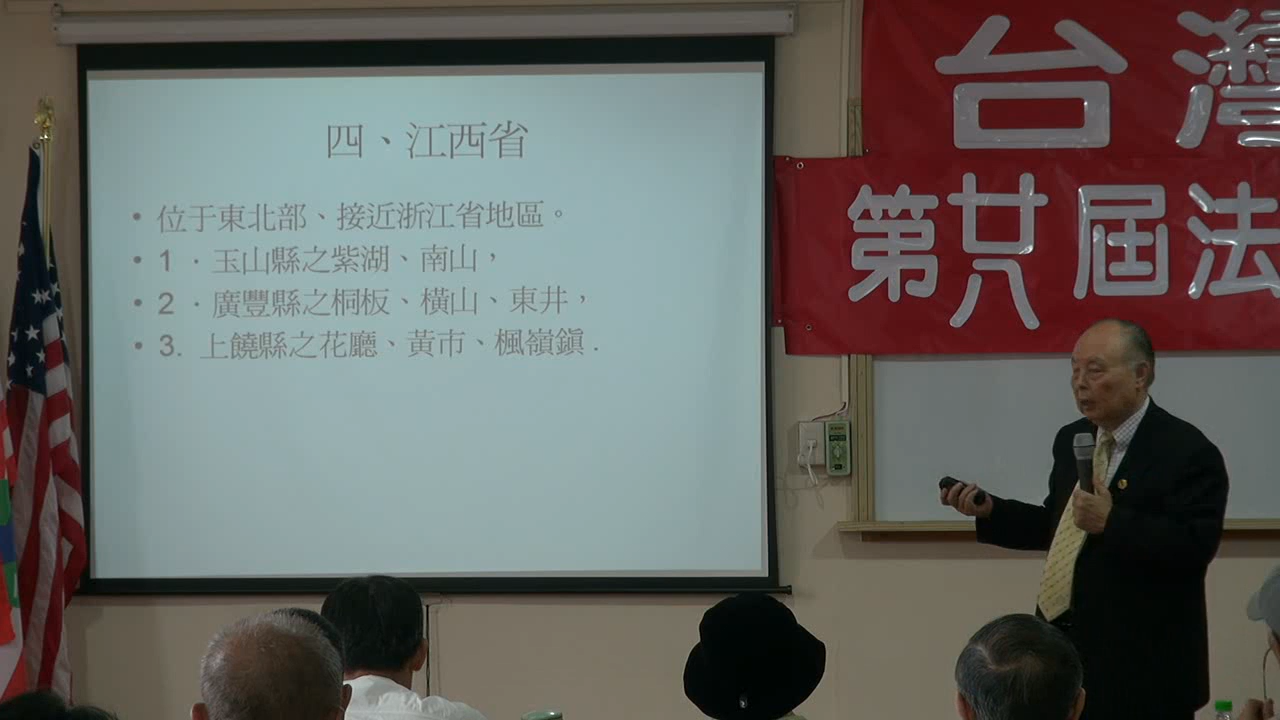 四、江西省
• 位于東北部、接近浙江省地區。
• 1．玉山縣之紫湖、南山，
• 2．廣豐縣之桐板、橫山、東井，
• 3. 上饒縣之花廳、黃市、楓嶺鎮.
台灣
第廿八屆法